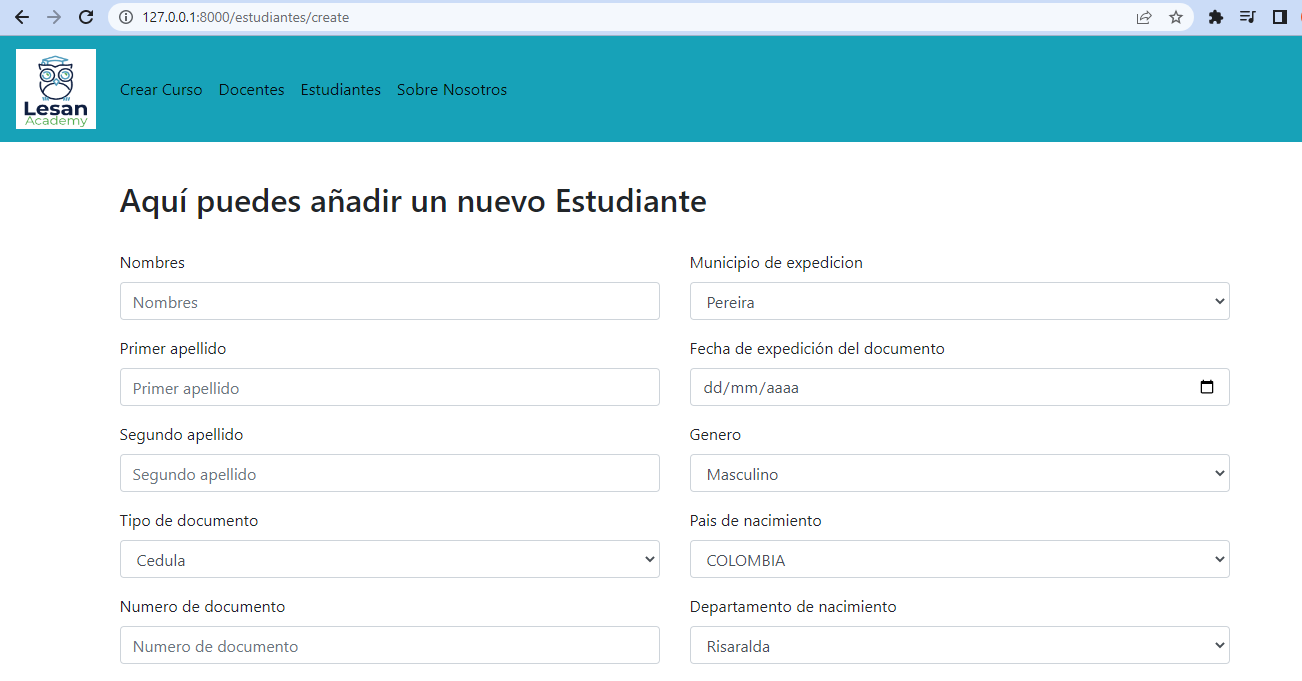 127.0.0.1:8000/estudiantes/create
Lesan
Academy
Crear Curso Docentes Estudiantes Sobre Nosotros
Aquí puedes añadir un nuevo Estudiante
Nombres
Nombres
Primer apellido
Primer apellido
Segundo apellido
Segundo apellido
Tipo de documento
Cedula
Numero de documento
Numero de documento
Municipio de expedicion
Pereira
Fecha de expedición del documento
dd/mm/aaaa
Genero
Masculino
Pais de nacimiento
COLOMBIA
Departamento de nacimiento
Risaralda